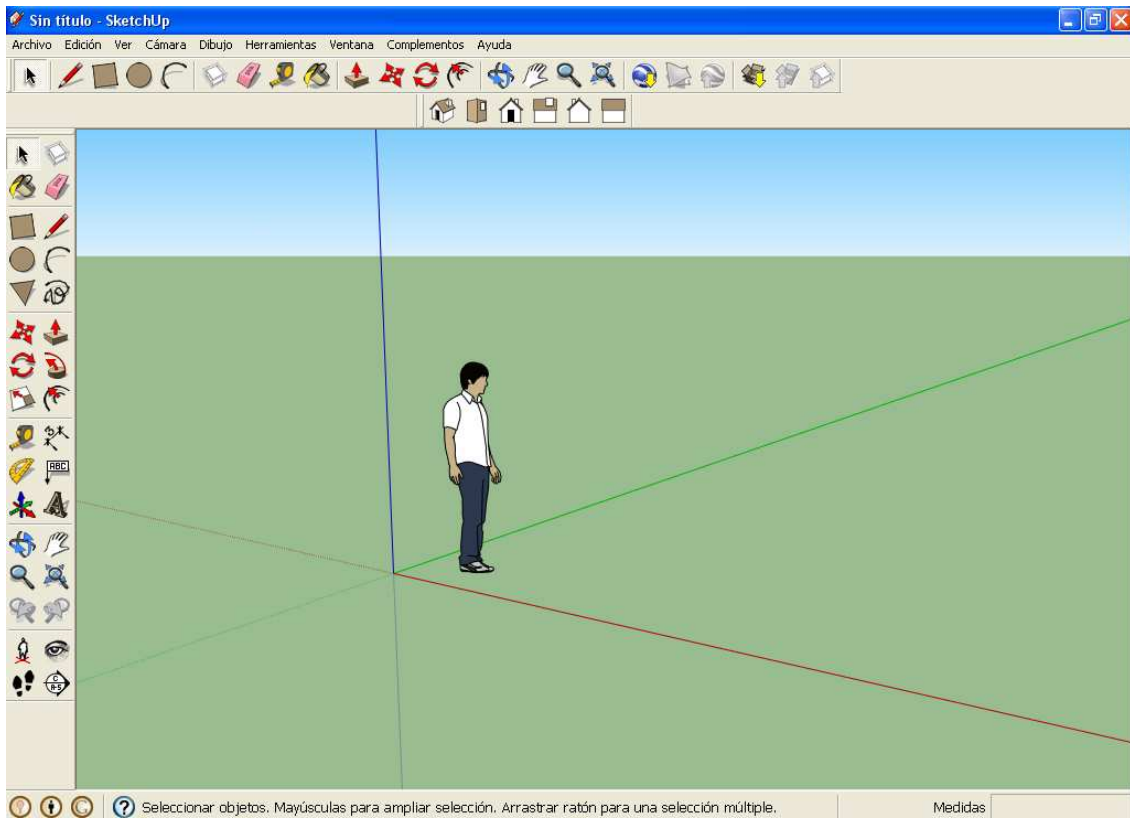 Sin título - SketchUp
Archivo Edición Ver Cámara Dibujo Herramientas Ventana Complementos Ayuda
ABC
Seleccionar objetos. Mayúsculas para ampliar selección. Arrastrar ratón para una selección múltiple. Medidas